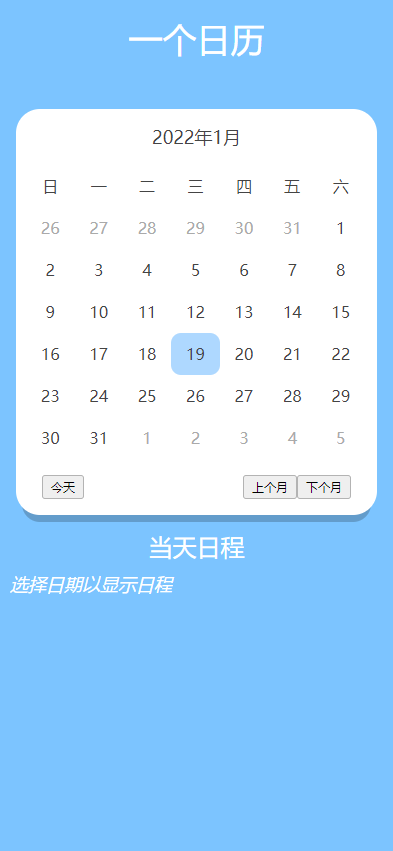 一个日历
2022年1月
日 一 二 三 四 五 六
26 27 28 29 30 31 1
2 3 4 5 6 7 8
9 10 11 12 13 14 15
16 17 18 19 20 21 22
23 24 25 26 27 28 29
30 31 1 2 3 4 5
今天 上个月 下个月
当天日程
选择日期以显示日程